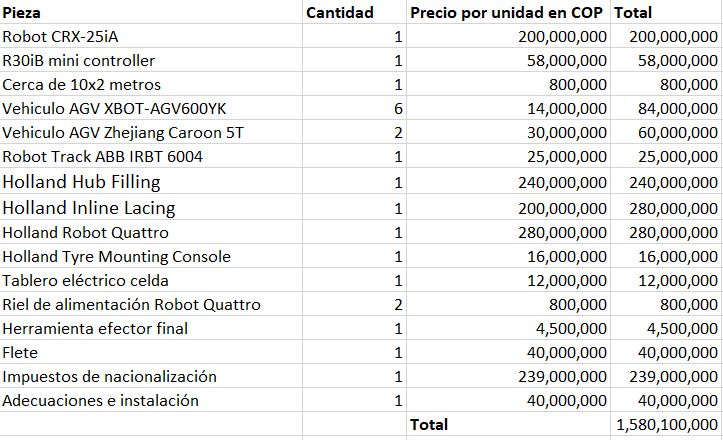 Pieza Cantidad Precio por unidad en COP Total
Robot CRX-25iA 1 200,000,000 200,000,000
R30iB mini controller 1 58,000,000 58,000,000
Cerca de 10x2 metros 1 800,000 800,000
Vehiculo AGV XBOT-AGV600YK 6 14,000,000 84,000,000
Vehiculo AGV Zhejiang Caroon 5T 2 30,000,000 60,000,000
Robot Track ABB IRBT 6004 1 25,000,000 25,000,000
Holland Hub Filling 1 240,000,000 240,000,000
Holland Inline Lacing 1 200,000,000 280,000,000
Holland Robot Quattro 1 280,000,000 280,000,000
Holland Tyre Mounting Console 1 16,000,000 16,000,000
Tablero eléctrico celda 1 12,000,000 12,000,000
Riel de alimentación Robot Quattro 2 800,000 800,000
Herramienta efector final 1 4,500,000 4,500,000
Flete 1 40,000,000 40,000,000
Impuestos de nacionalización 1 239,000,000 239,000,000
Adecuaciones e instalación 1 40,000,000 40,000,000
Total 1,580,100,000